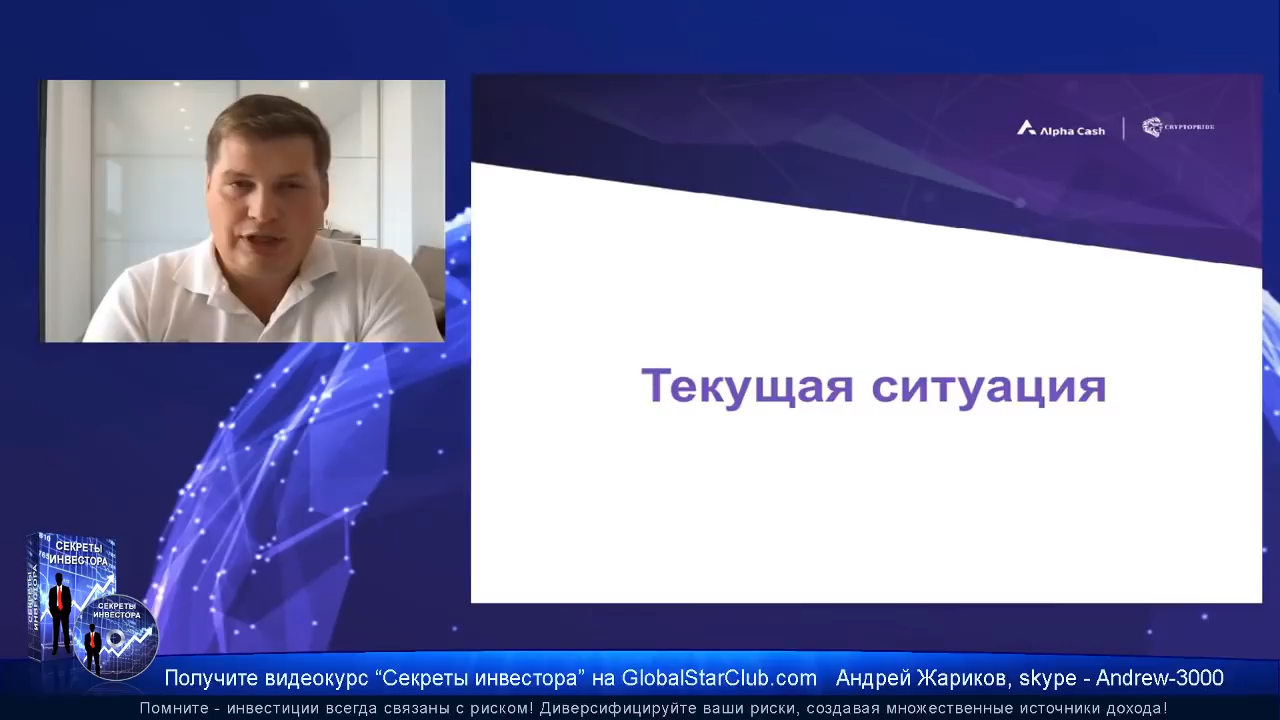 Alpha Cash
CRYPTOPRIDE
Текущая ситуация
СЕКРЕТЫ
ИНВЕСТОРА
СЕКРЕТЫ
ИНВЕСТОРА
Получите видеокурс “Секреты инвестора” на GlobalStarClub.com Андрей Жариков, skype - Andrew-3000
Помните - инвестиции всегда связаны с риском! Диверсифицируйте ваши риски, создавая множественные источники дохода!